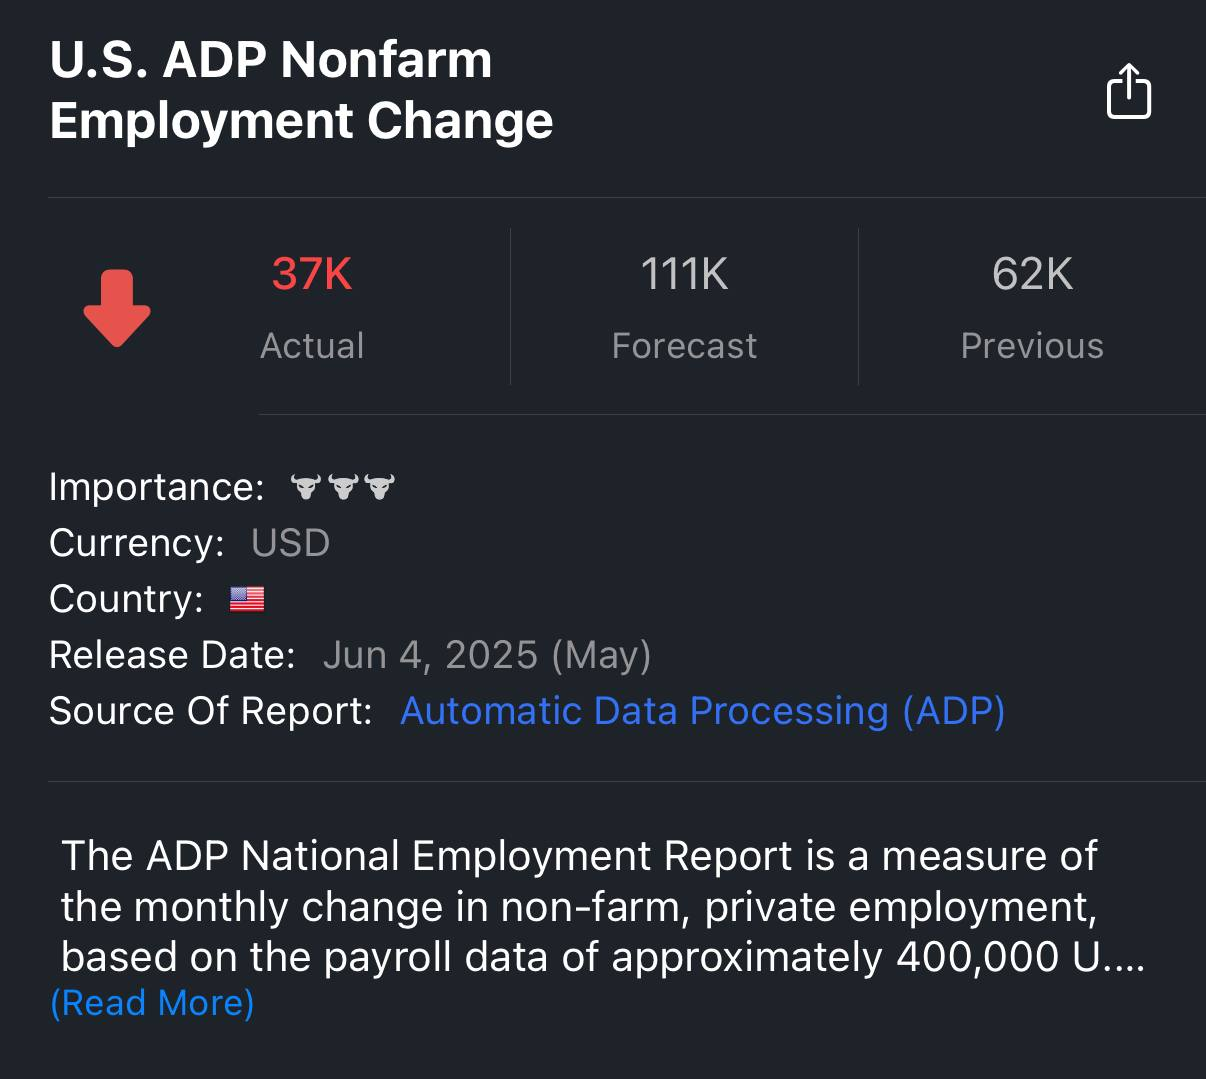 U.S. ADP Nonfarm
Employment Change
37K
Actual
111K
Forecast
62K
Previous
Importance:
Currency: USD
Country:
Release Date: Jun 4, 2025 (May)
Source Of Report: Automatic Data Processing (ADP)
The ADP National Employment Report is a measure of
the monthly change in non-farm, private employment,
based on the payroll data of approximately 400,000 U....
(Read More)